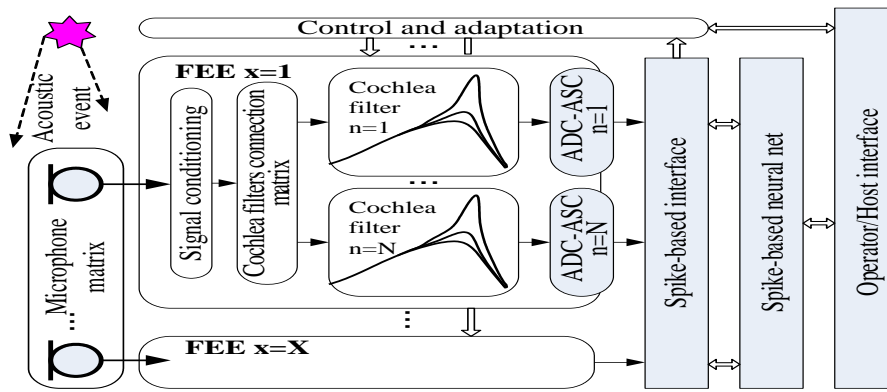 Control and adaptation
...
Acoustic
event
FEE x=1
Signal conditioning
Cochlea filters connection
matrix
Cochlea
filter
n=1
ADC-ASC
n=1
...
Cochlea
filter
n=N
ADC-ASC
n=N
Microphone
matrix
...
...
FEE x=X
Spike-based interface
Spike-based neural net
Operator/Host interface